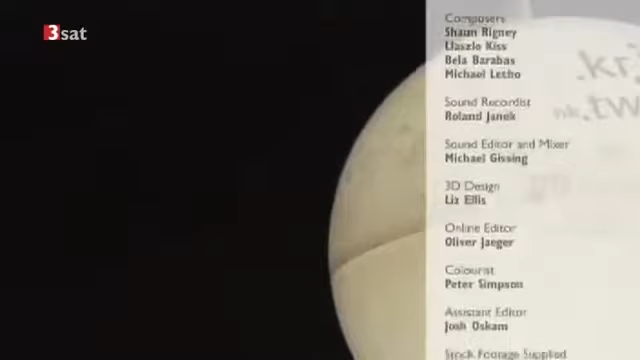 3sat
Composers
Shaun Rigney
Llaszlo Kiss
Bela Barabas
Michael Letho
Sound Recordist
Roland Janek
Sound Editor and Mixer
Michael Gissing
3D Design
Liz Ellis
Online Editor
Oliver Jaeger
Colourist
Peter Simpson
Assistant Editor
Josh Oskam
Stock Footage Supplied